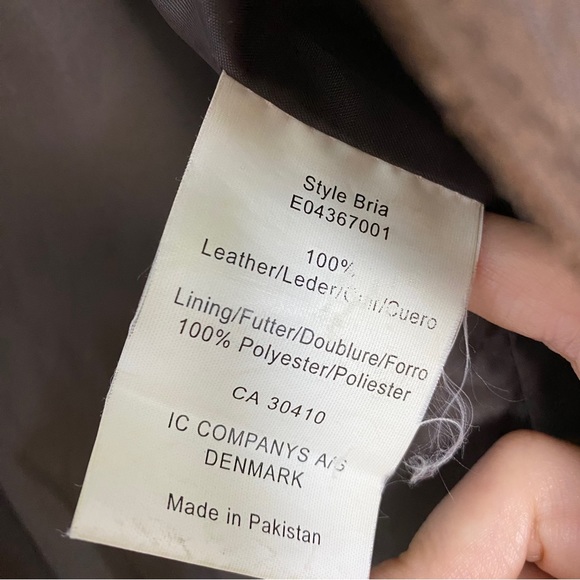 Style Bria
E04367001
100%
Leather/Leder/Cuir/Cuero
Lining/Futter/Doublure/Forro
100% Polyester/Poliester
CA 30410
IC COMPANYS A/S
DENMARK
Made in Pakistan